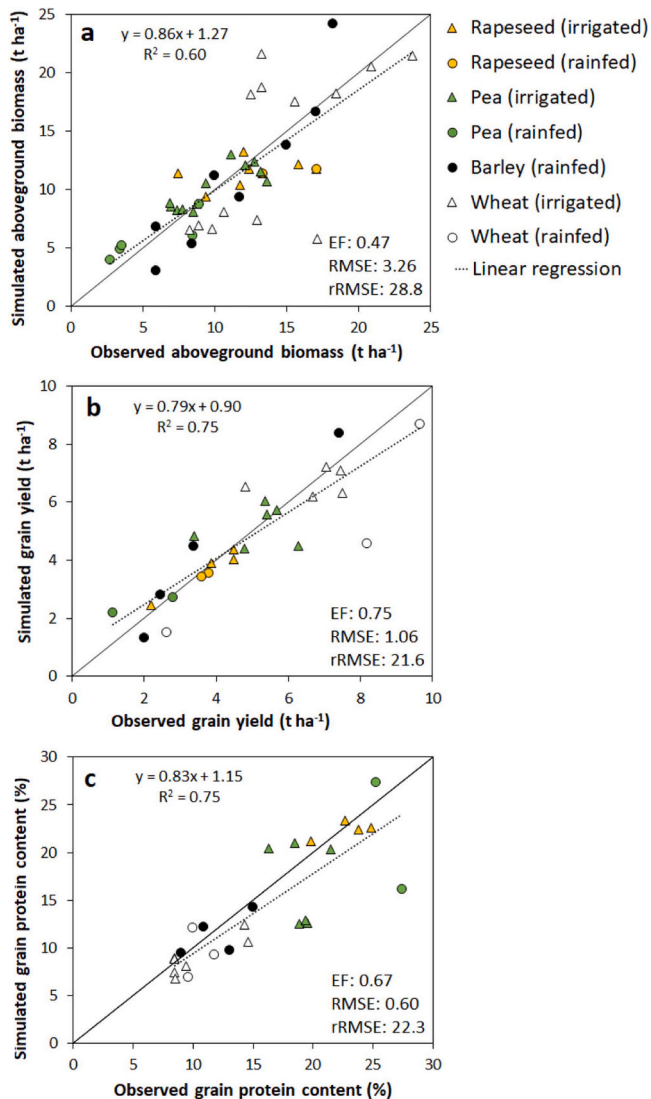 a
y = 0.86x + 1.27
R² = 0.60
Simulated aboveground biomass (t ha⁻¹)
25
20
15
10
5
0
EF: 0.47
RMSE: 3.26
rRMSE: 28.8
0 5 10 15 20 25
Observed aboveground biomass (t ha⁻¹)
Rapeseed (irrigated)
Rapeseed (rainfed)
Pea (irrigated)
Pea (rainfed)
Barley (rainfed)
Wheat (irrigated)
Wheat (rainfed)
Linear regression
b
y = 0.79x + 0.90
R² = 0.75
Simulated grain yield (t ha⁻¹)
10
8
6
4
2
0
EF: 0.75
RMSE: 1.06
rRMSE: 21.6
0 2 4 6 8 10
Observed grain yield (t ha⁻¹)
c
y = 0.83x + 1.15
R² = 0.75
Simulated grain protein content (%)
30
25
20
15
10
5
0
EF: 0.67
RMSE: 0.60
rRMSE: 22.3
0 5 10 15 20 25 30
Observed grain protein content (%)